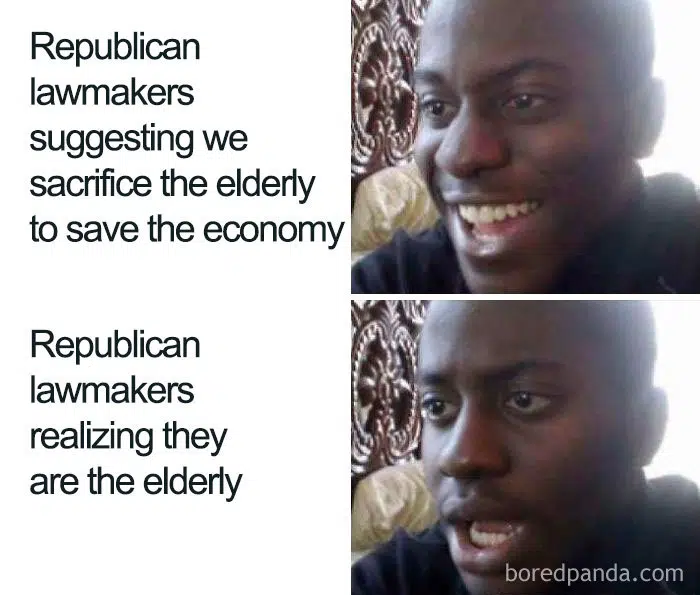 Republican
lawmakers
suggesting we
sacrifice the elderly
to save the economy
Republican
lawmakers
realizing they
are the elderly
boredpanda.com